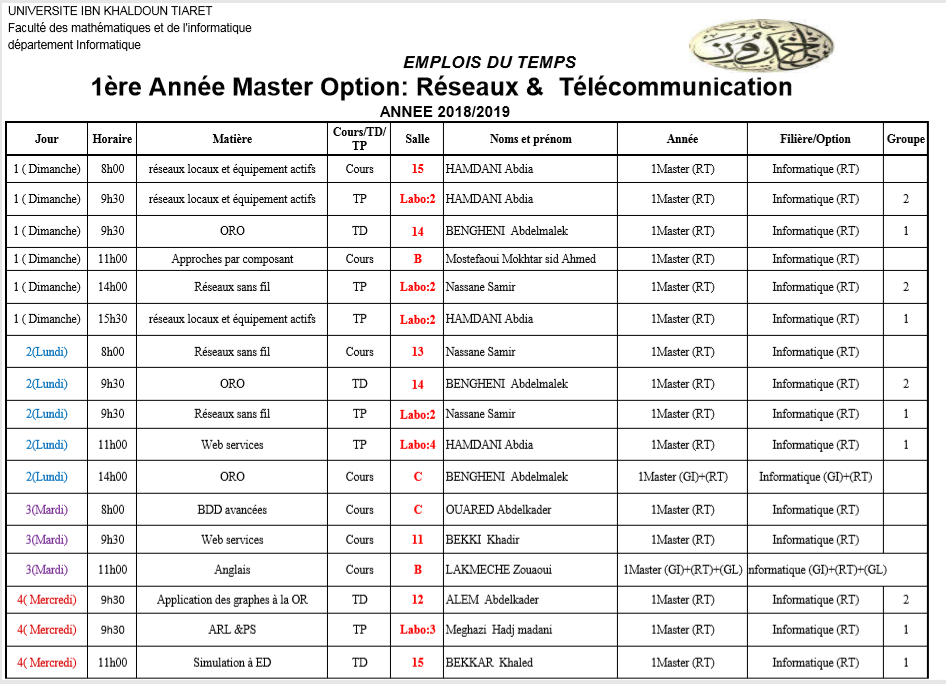 UNIVERSITE IBN KHALDOUN TIARET
Faculté des mathématiques et de l'informatique
département Informatique
EMPLOIS DU TEMPS
1ère Année Master Option: Réseaux & Télécommunication
ANNEE 2018/2019
Jour Horaire Matière Cours/TD/TP Salle Noms et prénom Année Filière/Option Groupe
1 ( Dimanche) 8h00 réseaux locaux et équipement actifs Cours 15 HAMDANI Abdia 1Master (RT) Informatique (RT)
1 ( Dimanche) 9h30 réseaux locaux et équipement actifs TP Labo:2 HAMDANI Abdia 1Master (RT) Informatique (RT) 2
1 ( Dimanche) 9h30 ORO TD 14 BENGHENI Abdelmalek 1Master (RT) Informatique (RT) 1
1 ( Dimanche) 11h00 Approches par composant Cours B Mostefaoui Mokhtar sid Ahmed 1Master (RT) Informatique (RT)
1 ( Dimanche) 14h00 Réseaux sans fil TP Labo:2 Nassane Samir 1Master (RT) Informatique (RT) 2
1 ( Dimanche) 15h30 réseaux locaux et équipement actifs TP Labo:2 HAMDANI Abdia 1Master (RT) Informatique (RT) 1
2(Lundi) 8h00 Réseaux sans fil Cours 13 Nassane Samir 1Master (RT) Informatique (RT)
2(Lundi) 9h30 ORO TD 14 BENGHENI Abdelmalek 1Master (RT) Informatique (RT) 2
2(Lundi) 9h30 Réseaux sans fil TP Labo:2 Nassane Samir 1Master (RT) Informatique (RT) 1
2(Lundi) 11h00 Web services TP Labo:4 HAMDANI Abdia 1Master (RT) Informatique (RT) 1
2(Lundi) 14h00 ORO Cours C BENGHENI Abdelmalek 1Master (GI)+(RT) Informatique (GI)+(RT)
3(Mardi) 8h00 BDD avancées Cours C OUARED Abdelkader 1Master (RT) Informatique (RT)
3(Mardi) 9h30 Web services Cours 11 BEKKI Khadir 1Master (RT) Informatique (RT)
3(Mardi) 11h00 Anglais Cours B LAKMECHE Zouaoui 1Master (GI)+(RT)+(GL) nformatique (GI)+(RT)+(GL)
4( Mercredi) 9h30 Application des graphes à la OR TD 12 ALEM Abdelkader 1Master (RT) Informatique (RT) 2
4( Mercredi) 9h30 ARL &PS TP Labo:3 Meghazi Hadj madani 1Master (RT) Informatique (RT) 1
4( Mercredi) 11h00 Simulation à ED TD 15 BEKKAR Khaled 1Master (RT) Informatique (RT) 1